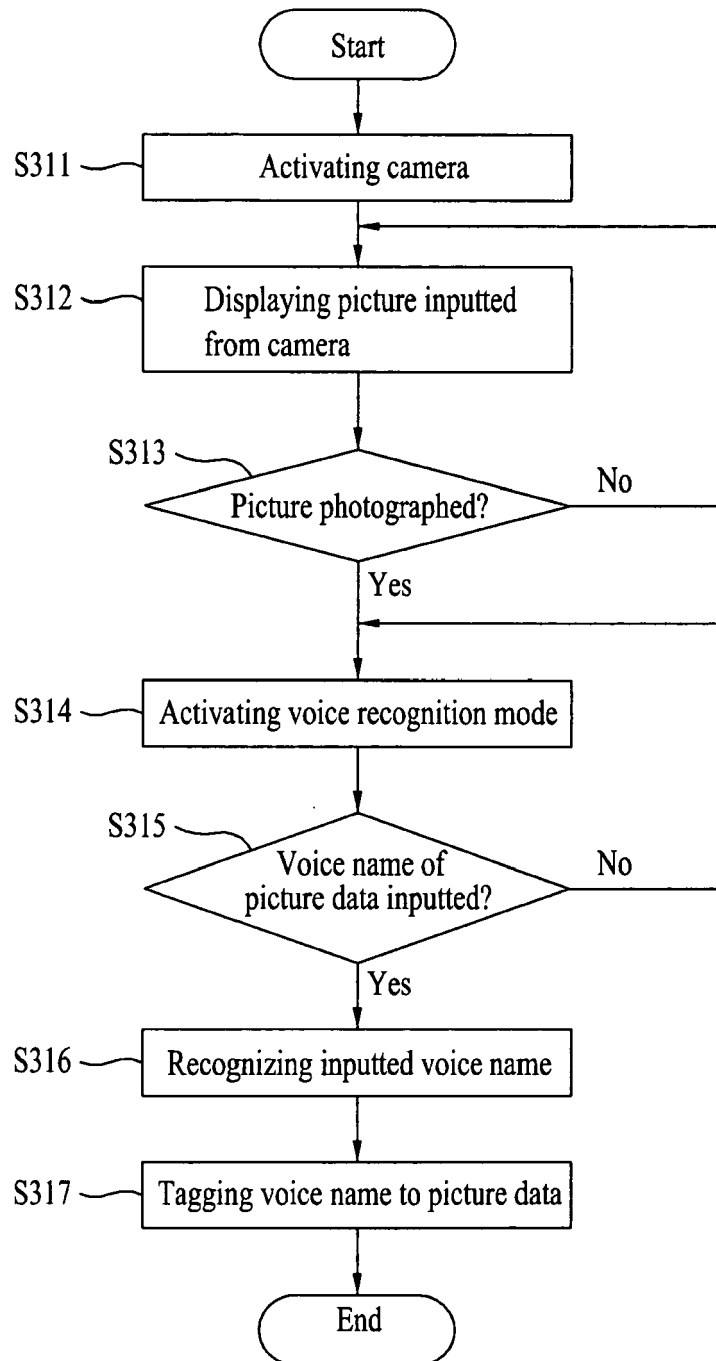 Start
S311
Activating camera
S312
Displaying picture inputted
from camera
S313
Picture photographed?
No
Yes
S314
Activating voice recognition mode
S315
Voice name of
picture data inputted?
No
Yes
S316
Recognizing inputted voice name
S317
Tagging voice name to picture data
End